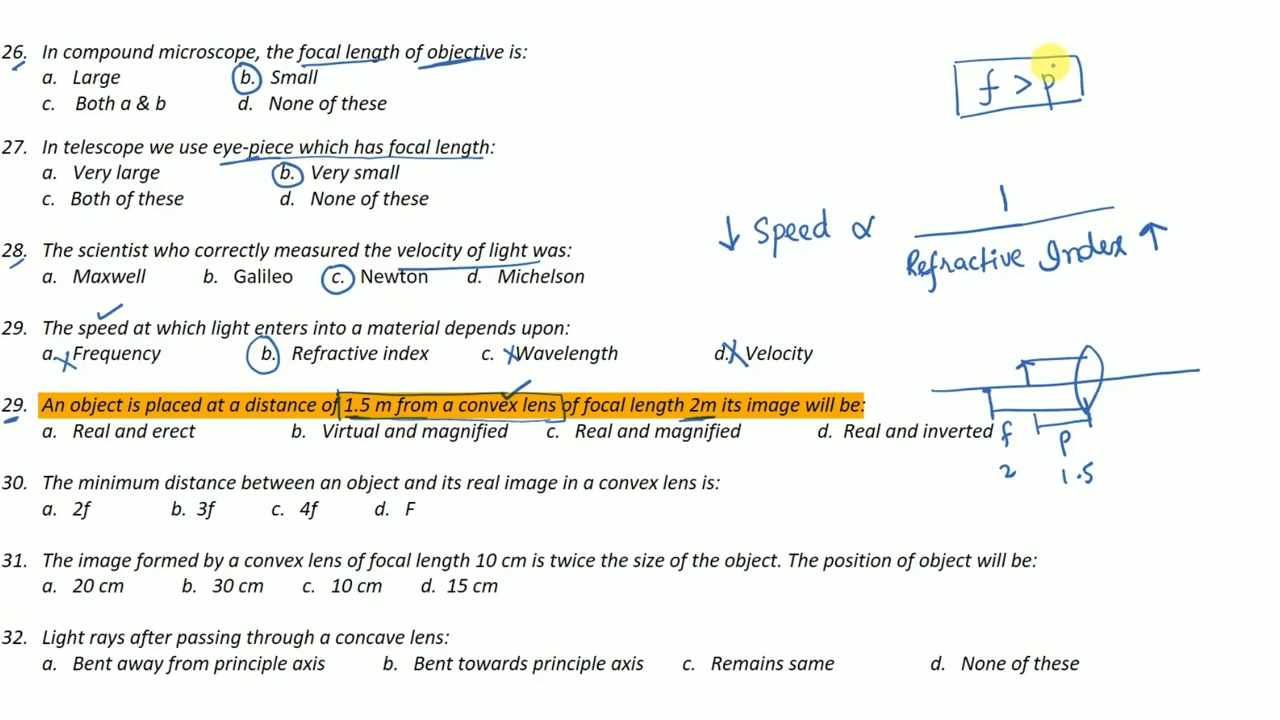 26. In compound microscope, the focal length of objective is:
a. Large b. Small
c. Both a & b d. None of these
f > p
27. In telescope we use eye-piece which has focal length:
a. Very large b. Very small
c. Both of these d. None of these
↓ Speed ∝ 1
Refractive Index ↑
28. The scientist who correctly measured the velocity of light was:
a. Maxwell b. Galileo c. Newton d. Michelson
29. The speed at which light enters into a material depends upon:
a. Frequency b. Refractive index c. Wavelength d. Velocity
29. An object is placed at a distance of 1.5 m from a convex lens of focal length 2m its image will be:
a. Real and erect b. Virtual and magnified c. Real and magnified d. Real and inverted
f p
2 1.5
30. The minimum distance between an object and its real image in a convex lens is:
a. 2f b. 3f c. 4f d. F
31. The image formed by a convex lens of focal length 10 cm is twice the size of the object. The position of object will be:
a. 20 cm b. 30 cm c. 10 cm d. 15 cm
32. Light rays after passing through a concave lens:
a. Bent away from principle axis b. Bent towards principle axis c. Remains same d. None of these